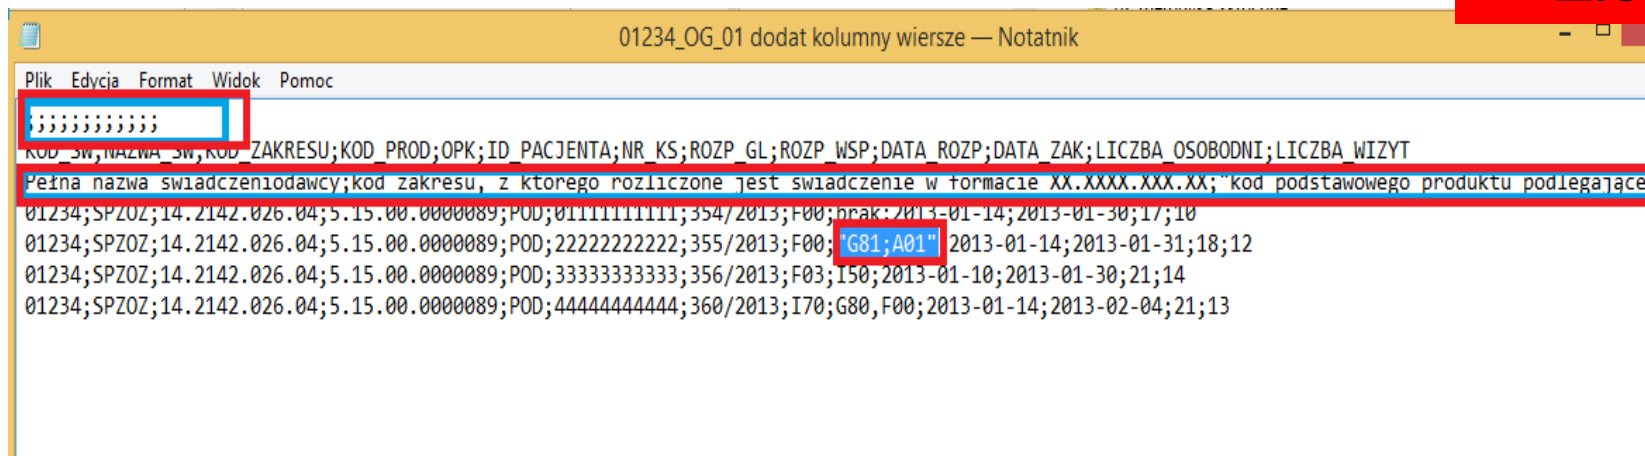 01234_OG_01 dodat kolumny wiersze — Notatnik
Plik Edycja Format Widok Pomoc
;;;;;;;;;;;;
KOD_SW;NAZWA_SW;KOD_ZAKRESU;KOD_PROD;OPK;ID_PACJENTA;NR_KS;ROZP_GL;ROZP_WSP;DATA_ROZP;DATA_ZAK;LICZBA_OSOBODNI;LICZBA_WIZYT
Pełna nazwa świadczeniodawcy;kod zakresu, z którego rozliczone jest świadczenie w formacie XX.XXXX.XXX.XX;"kod podstawowego produktu podlegające
01234;SPZOZ;14.2142.026.04;5.15.00.0000089;POD;01111111111;354/2013;F00;brak;2013-01-14;2013-01-30;17;10
01234;SPZOZ;14.2142.026.04;5.15.00.0000089;POD;22222222222;355/2013;F00;"G81;A01";2013-01-14;2013-01-31;18;12
01234;SPZOZ;14.2142.026.04;5.15.00.0000089;POD;33333333333;356/2013;F03;I50;2013-01-10;2013-01-30;21;14
01234;SPZOZ;14.2142.026.04;5.15.00.0000089;POD;44444444444;360/2013;I70;G80,F00;2013-01-14;2013-02-04;21;13